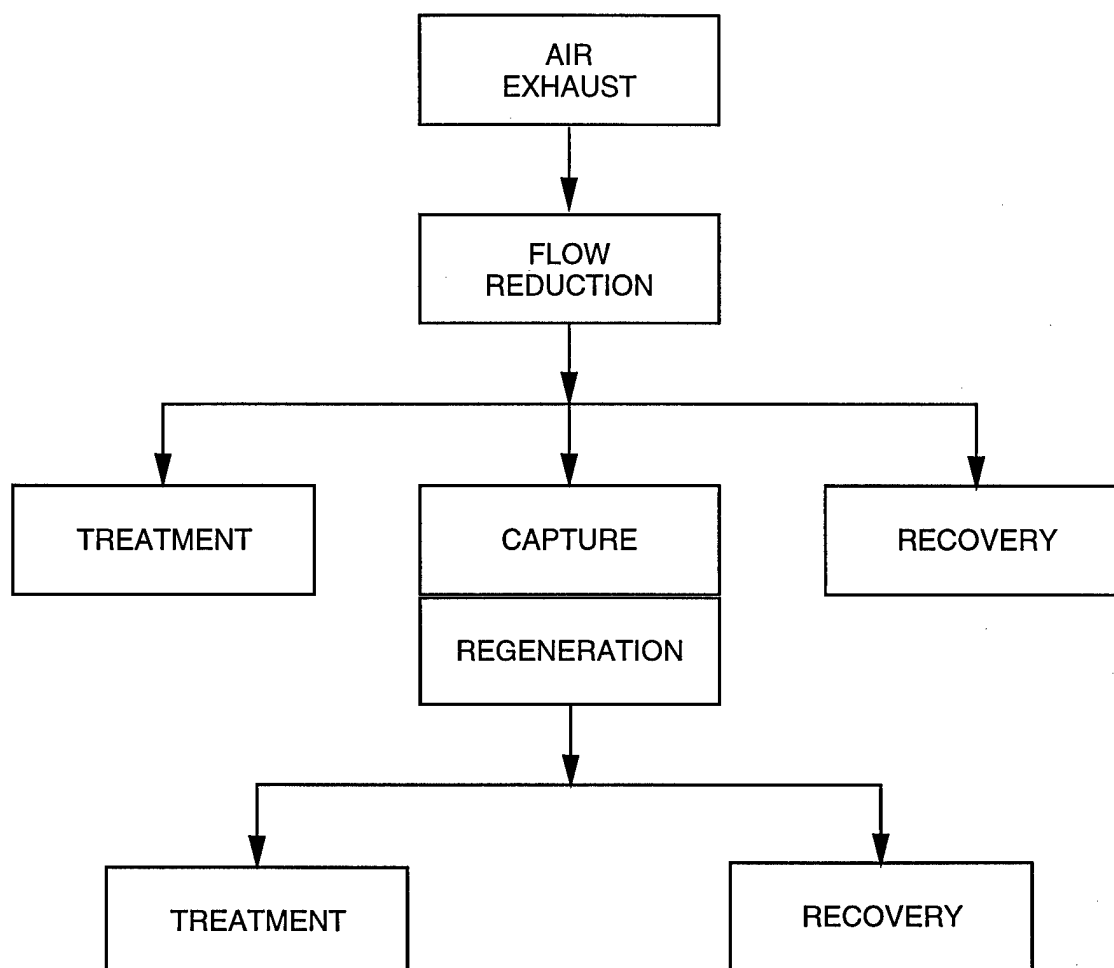 AIR
EXHAUST
FLOW
REDUCTION
TREATMENT
CAPTURE
RECOVERY
REGENERATION
TREATMENT
RECOVERY